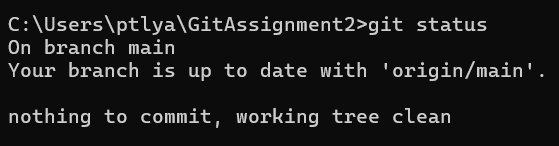 C:\Users\ptlya\GitAssignment2>git status
On branch main
Your branch is up to date with 'origin/main'.
nothing to commit, working tree clean